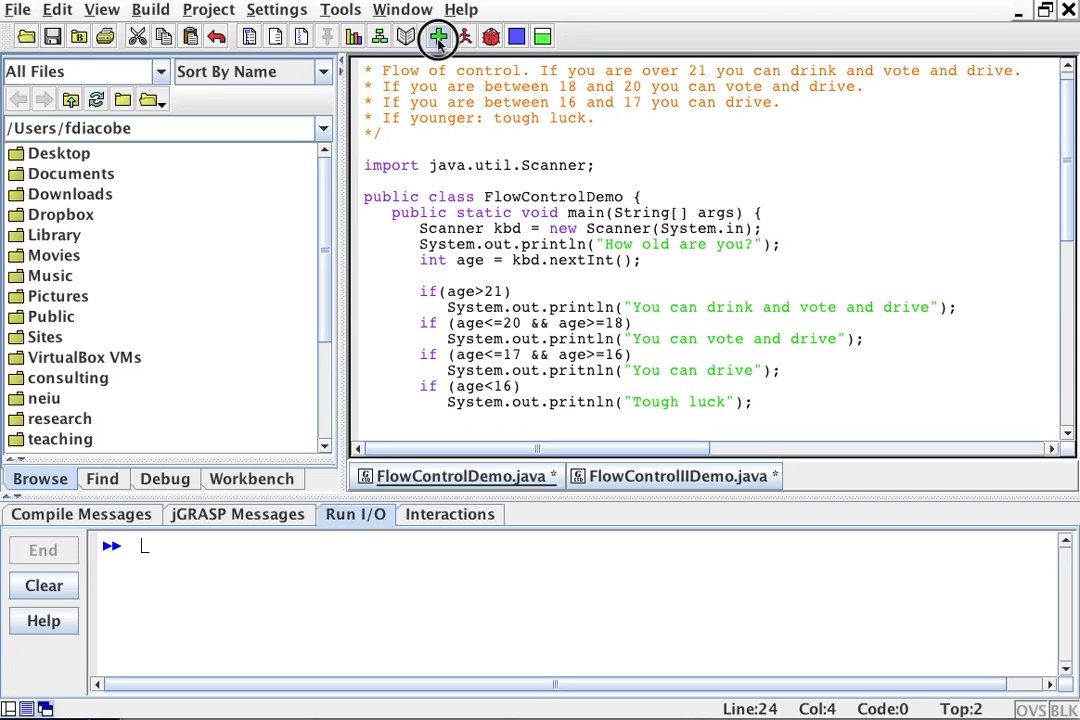 File Edit View Build Project Settings Tools Window Help
All Files Sort By Name
/Users/fdiacobe
Desktop
Documents
Downloads
Dropbox
Library
Movies
Music
Pictures
Public
Sites
VirtualBox VMs
consulting
neiu
research
teaching
Browse Find Debug Workbench
* Flow of control. If you are over 21 you can drink and vote and drive.
* If you are between 18 and 20 you can vote and drive.
* If you are between 16 and 17 you can drive.
* If younger: tough luck.
*/
import java.util.Scanner;
public class FlowControlDemo {
public static void main(String[] args) {
Scanner kbd = new Scanner(System.in);
System.out.println("How old are you?");
int age = kbd.nextInt();
if(age>21)
System.out.println("You can drink and vote and drive");
if (age<=20 && age>=18)
System.out.println("You can vote and drive");
if (age<=17 && age>=16)
System.out.pritnln("You can drive");
if (age<16)
System.out.pritnln("Tough luck");
FlowControlDemo.java * FlowControlIIDemo.java *
Compile Messages jGRASP Messages Run I/O Interactions
End
Clear
Help
Line:24 Col:4 Code:0 Top:2 OVS BLK